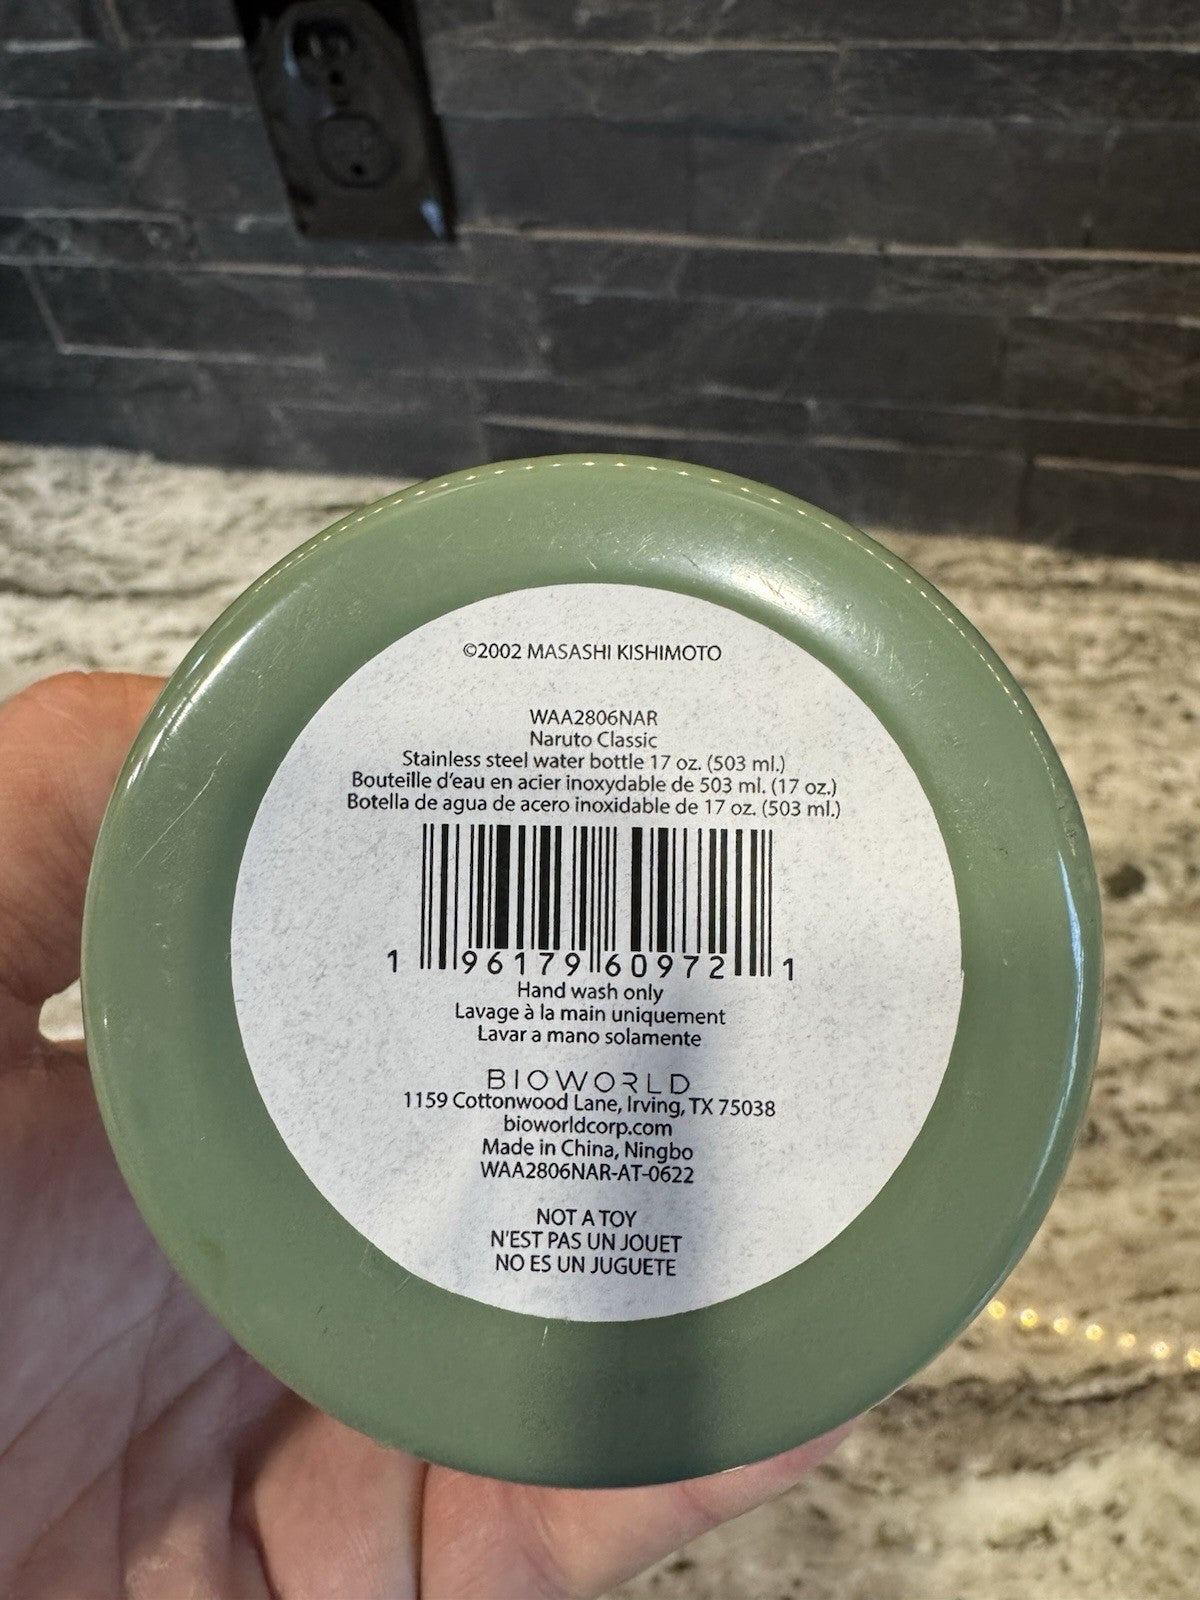 ©2002 MASASHI KISHIMOTO
WAA2806NAR
Naruto Classic
Stainless steel water bottle 17 oz. (503 ml.)
Bouteille d'eau en acier inoxydable de 503 ml. (17 oz.)
Botella de agua de acero inoxidable de 17 oz. (503 ml.)
1 96179 60972 1
Hand wash only
Lavage à la main uniquement
Lavar a mano solamente
BIOWORLD
1159 Cottonwood Lane, Irving, TX 75038
bioworldcorp.com
Made in China, Ningbo
WAA2806NAR-AT-0622
NOT A TOY
N'EST PAS UN JOUET
NO ES UN JUGUETE